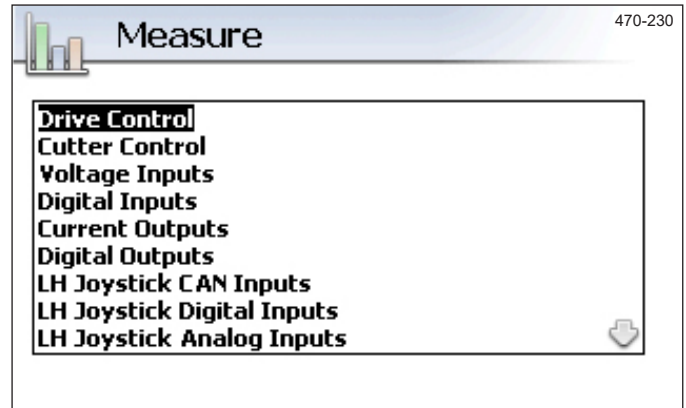 Measure
470-230
Drive Control
Cutter Control
Voltage Inputs
Digital Inputs
Current Outputs
Digital Outputs
LH Joystick CAN Inputs
LH Joystick Digital Inputs
LH Joystick Analog Inputs